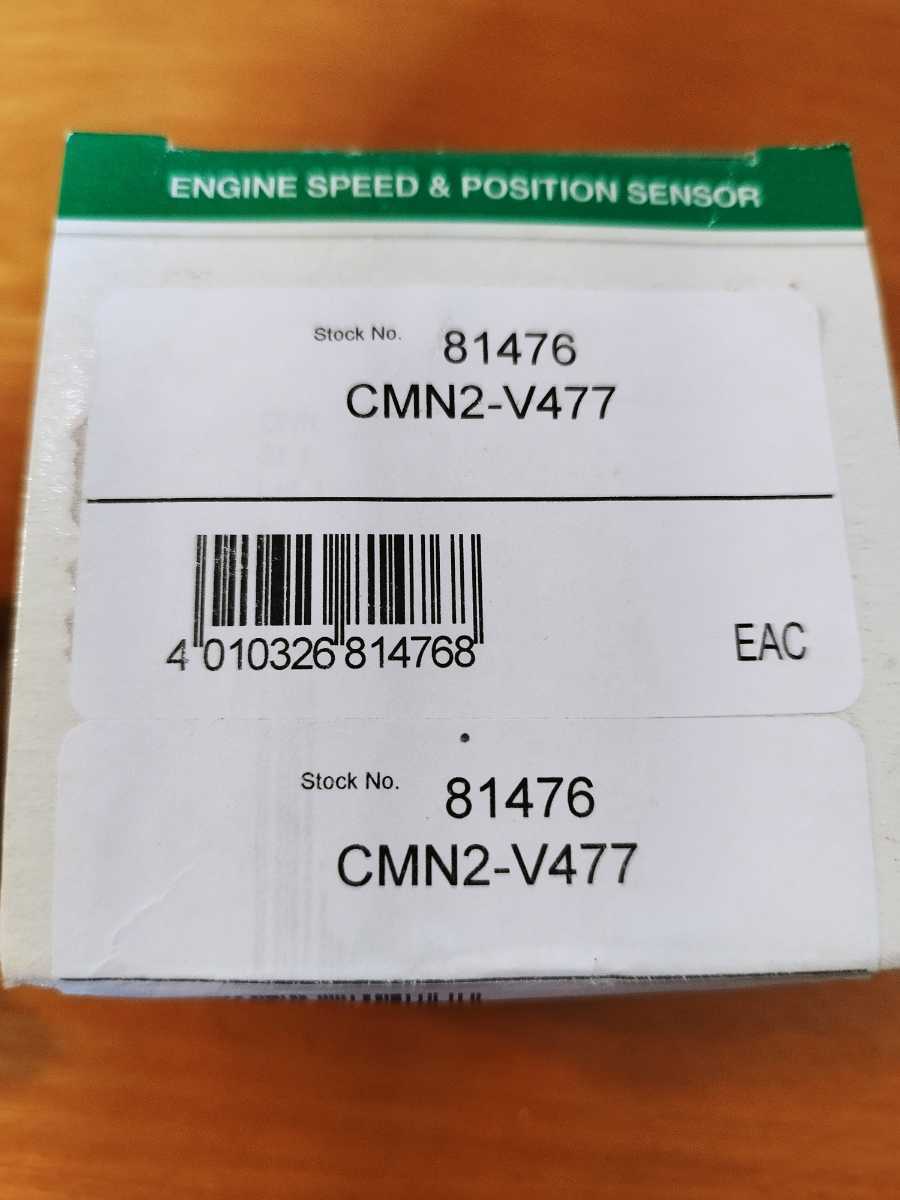 ENGINE SPEED & POSITION SENSOR
Stock No. 81476
CMN2-V477
4 010326 814768
EAC
Stock No. 81476
CMN2-V477